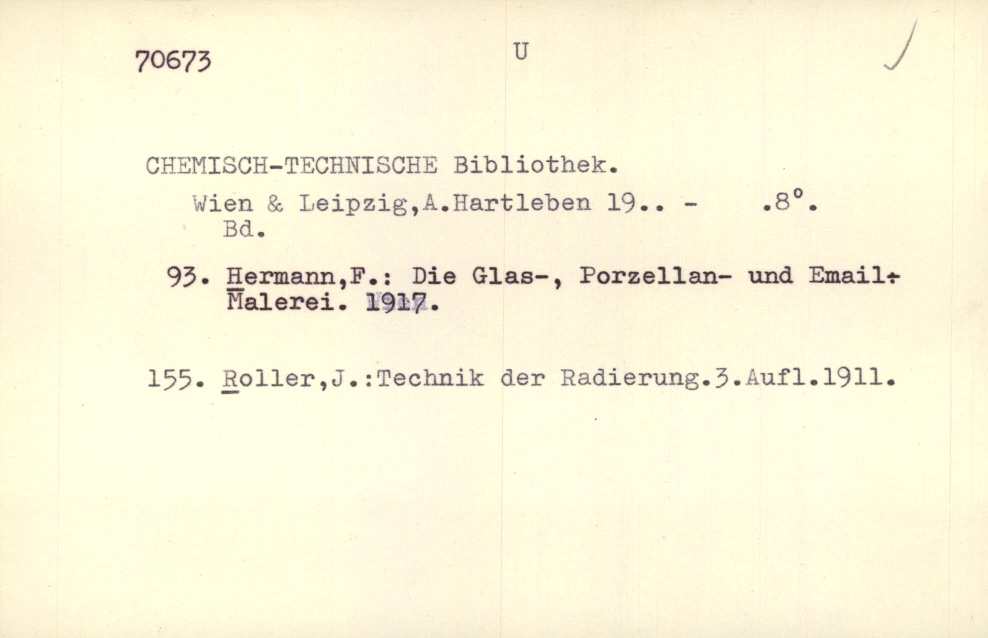 70673 U
CHEMISCH-TECHNISCHE Bibliothek.
Wien & Leipzig,A.Hartleben 19.. - .8°.
Bd.
93. Hermann,F.: Die Glas-, Porzellan- und Email-
Malerei. 1917.
155. Roller,J.:Technik der Radierung.3.Aufl.1911.